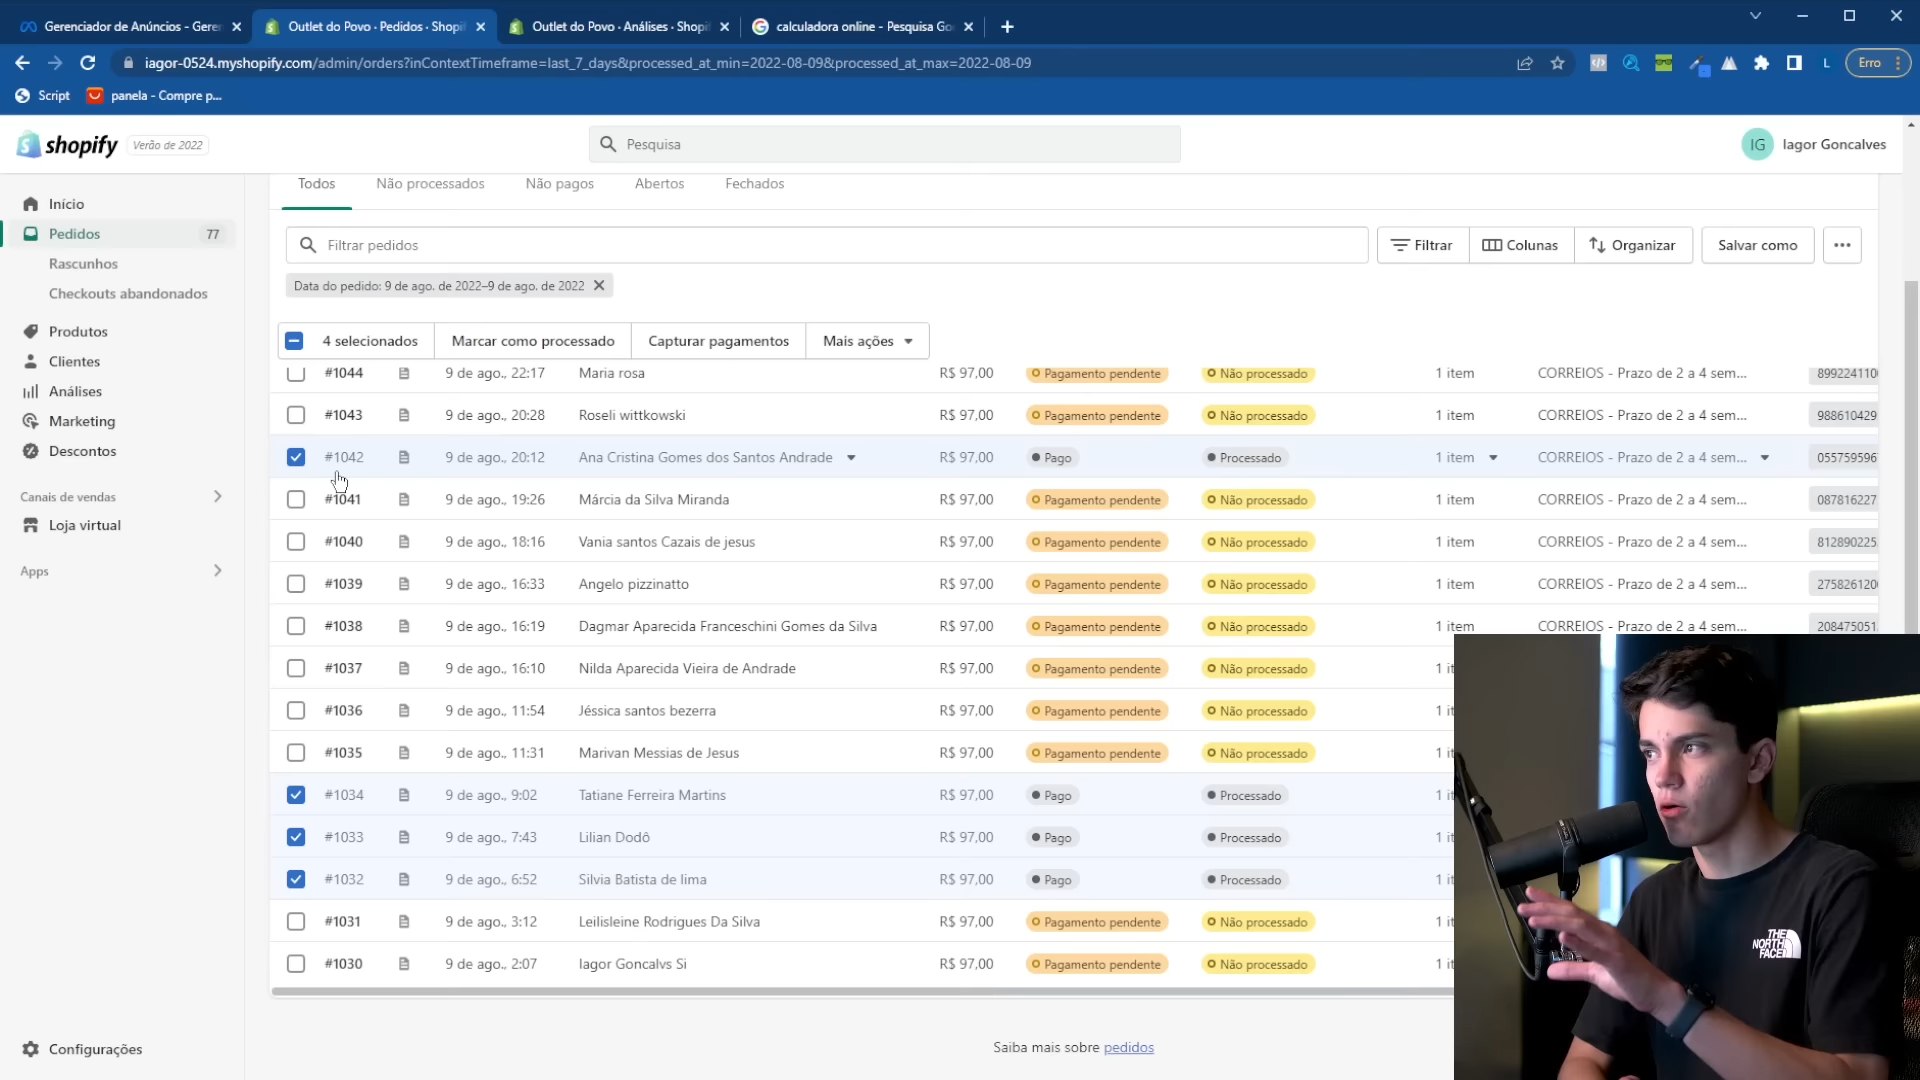 Gerenciador de Anúncios - Gere
Outlet do Povo · Pedidos · Shopif
Outlet do Povo · Análises · Shopi
calculadora online - Pesquisa Go
iagor-0524.myshopify.com/admin/orders?inContextTimeframe=last_7_days&processed_at_min=2022-08-09&processed_at_max=2022-08-09
L
Erro
Script
panela - Compre p...
shopify
Verão de 2022
Pesquisa
IG
Iagor Goncalves
Início
Pedidos 77
Rascunhos
Checkouts abandonados
Produtos
Clientes
Análises
Marketing
Descontos
Canais de vendas
Loja virtual
Apps
Configurações
Todos Não processados Não pagos Abertos Fechados
Filtrar pedidos
Filtrar Colunas Organizar Salvar como
Data do pedido: 9 de ago. de 2022–9 de ago. de 2022
4 selecionados Marcar como processado Capturar pagamentos Mais ações
#1044 9 de ago., 22:17 Maria rosa R$ 97,00 Pagamento pendente Não processado 1 item CORREIOS - Prazo de 2 a 4 sem... 899224110
#1043 9 de ago., 20:28 Roseli wittkowski R$ 97,00 Pagamento pendente Não processado 1 item CORREIOS - Prazo de 2 a 4 sem... 988610429
#1042 9 de ago., 20:12 Ana Cristina Gomes dos Santos Andrade R$ 97,00 Pago Processado 1 item CORREIOS - Prazo de 2 a 4 sem... 055759596
#1041 9 de ago., 19:26 Márcia da Silva Miranda R$ 97,00 Pagamento pendente Não processado 1 item CORREIOS - Prazo de 2 a 4 sem... 087816227
#1040 9 de ago., 18:16 Vania santos Cazais de jesus R$ 97,00 Pagamento pendente Não processado 1 item CORREIOS - Prazo de 2 a 4 sem... 812890225
#1039 9 de ago., 16:33 Angelo pizzinatto R$ 97,00 Pagamento pendente Não processado 1 item CORREIOS - Prazo de 2 a 4 sem... 275826120
#1038 9 de ago., 16:19 Dagmar Aparecida Franceschini Gomes da Silva R$ 97,00 Pagamento pendente Não processado 1 item CORREIOS - Prazo de 2 a 4 sem... 208475051
#1037 9 de ago., 16:10 Nilda Aparecida Vieira de Andrade R$ 97,00 Pagamento pendente Não processado 1 it
#1036 9 de ago., 11:54 Jéssica santos bezerra R$ 97,00 Pagamento pendente Não processado 1 it
#1035 9 de ago., 11:31 Marivan Messias de Jesus R$ 97,00 Pagamento pendente Não processado 1 it
#1034 9 de ago., 9:02 Tatiane Ferreira Martins R$ 97,00 Pago Processado 1 it
#1033 9 de ago., 7:43 Lilian Dodô R$ 97,00 Pago Processado 1 it
#1032 9 de ago., 6:52 Silvia Batista de lima R$ 97,00 Pago Processado 1 it
#1031 9 de ago., 3:12 Leilisleine Rodrigues Da Silva R$ 97,00 Pagamento pendente Não processado 1 it
#1030 9 de ago., 2:07 Iagor Goncalvs Si R$ 97,00 Pagamento pendente Não processado 1 it
Saiba mais sobre pedidos
THE
NORTH
FACE